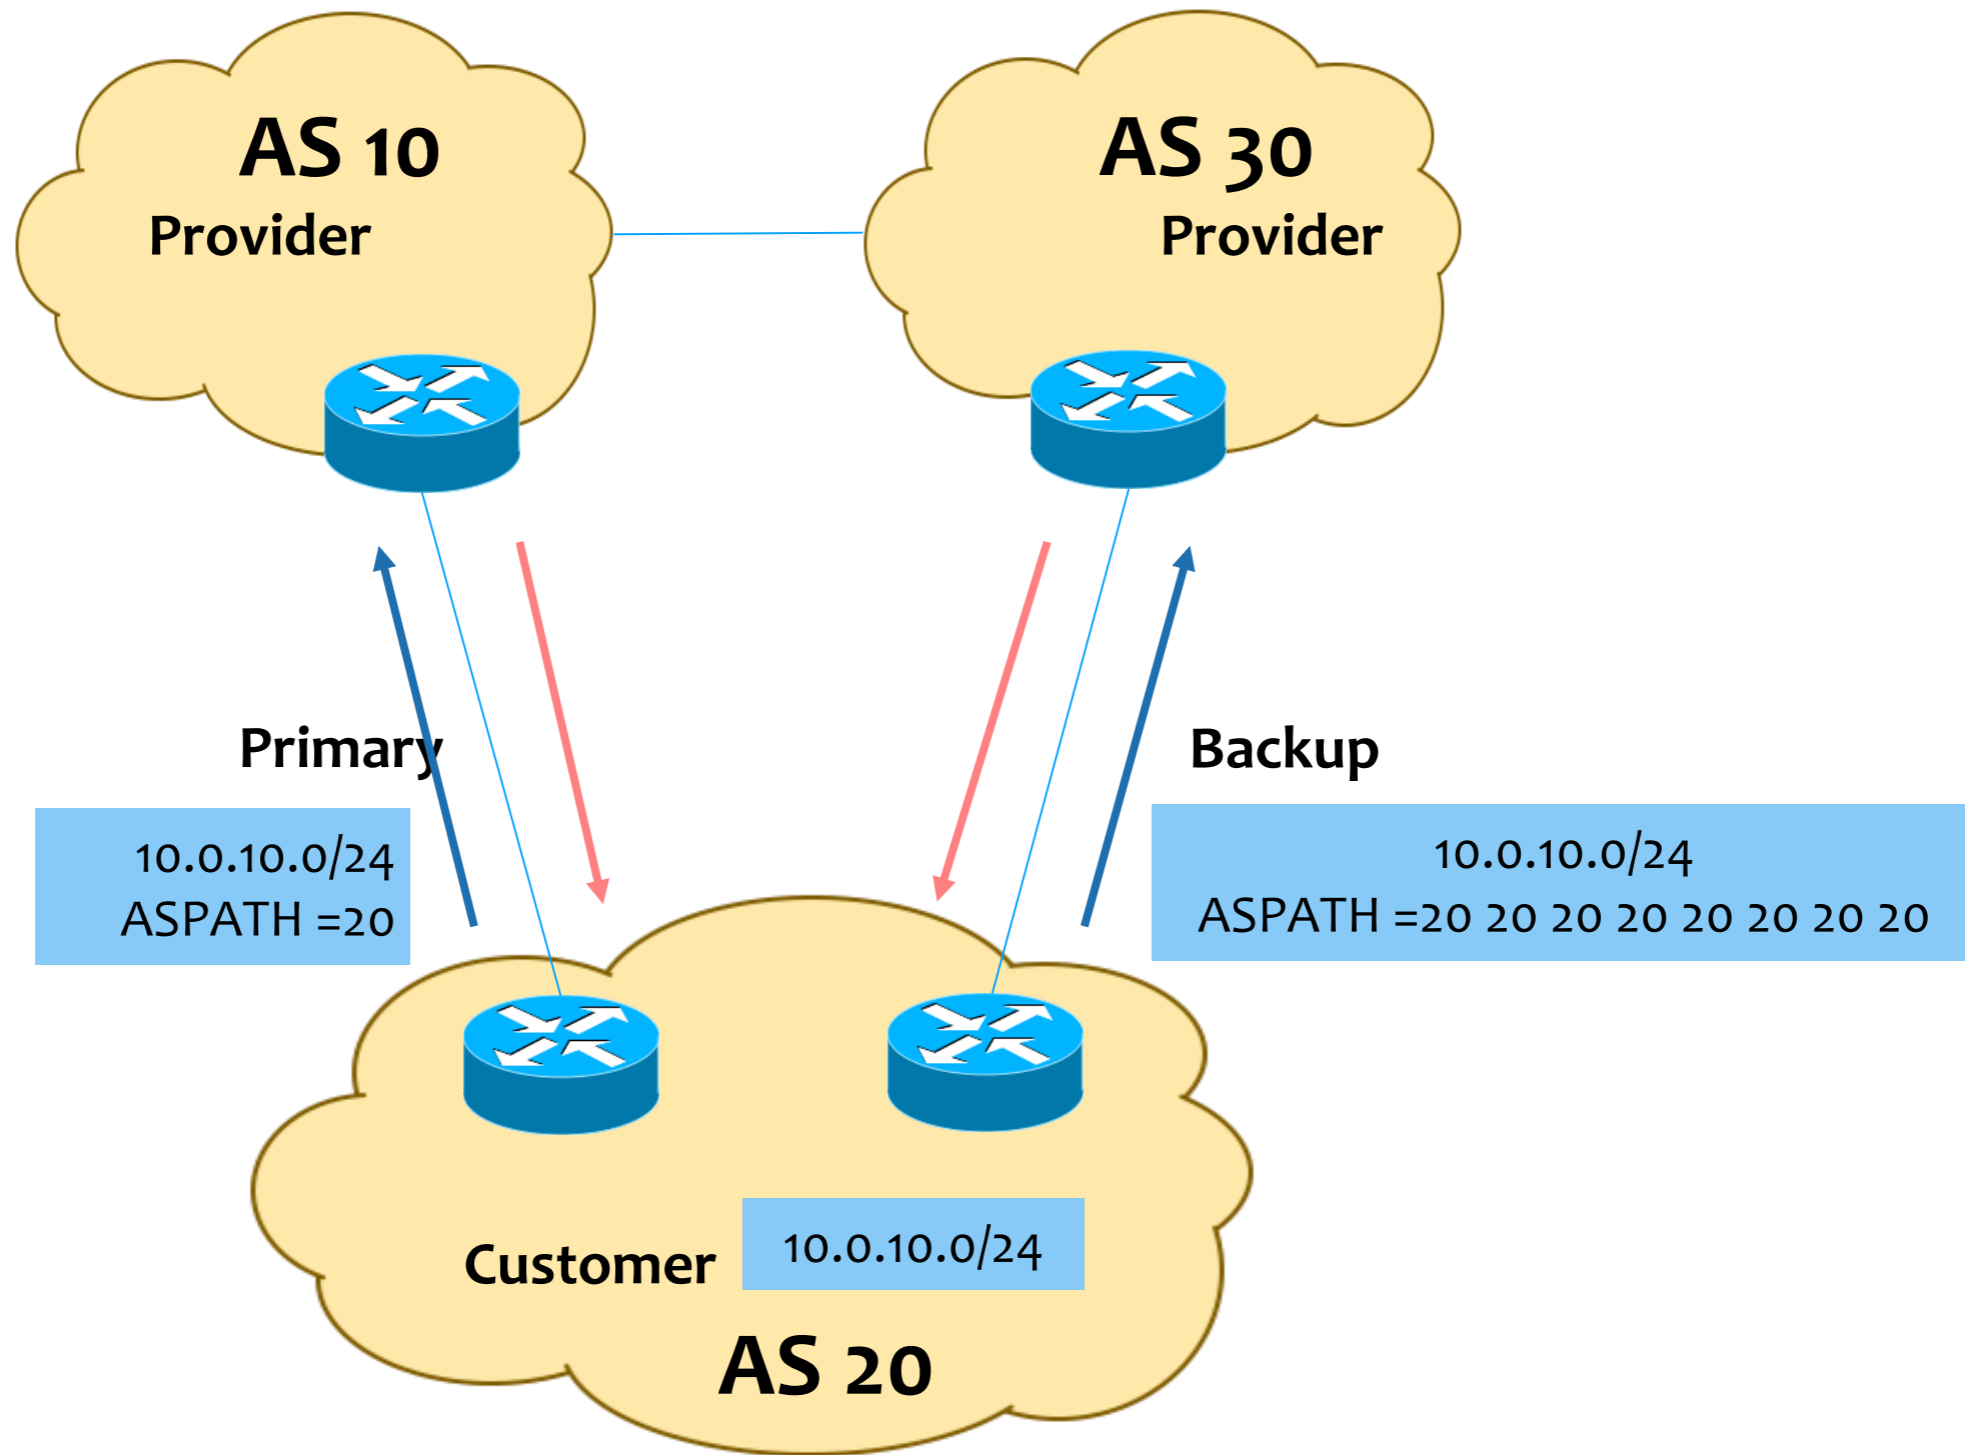 AS 10
Provider
AS 30
Provider
Primary
Backup
10.0.10.0/24
ASPATH =20
10.0.10.0/24
ASPATH =20 20 20 20 20 20 20 20
Customer
10.0.10.0/24
AS 20